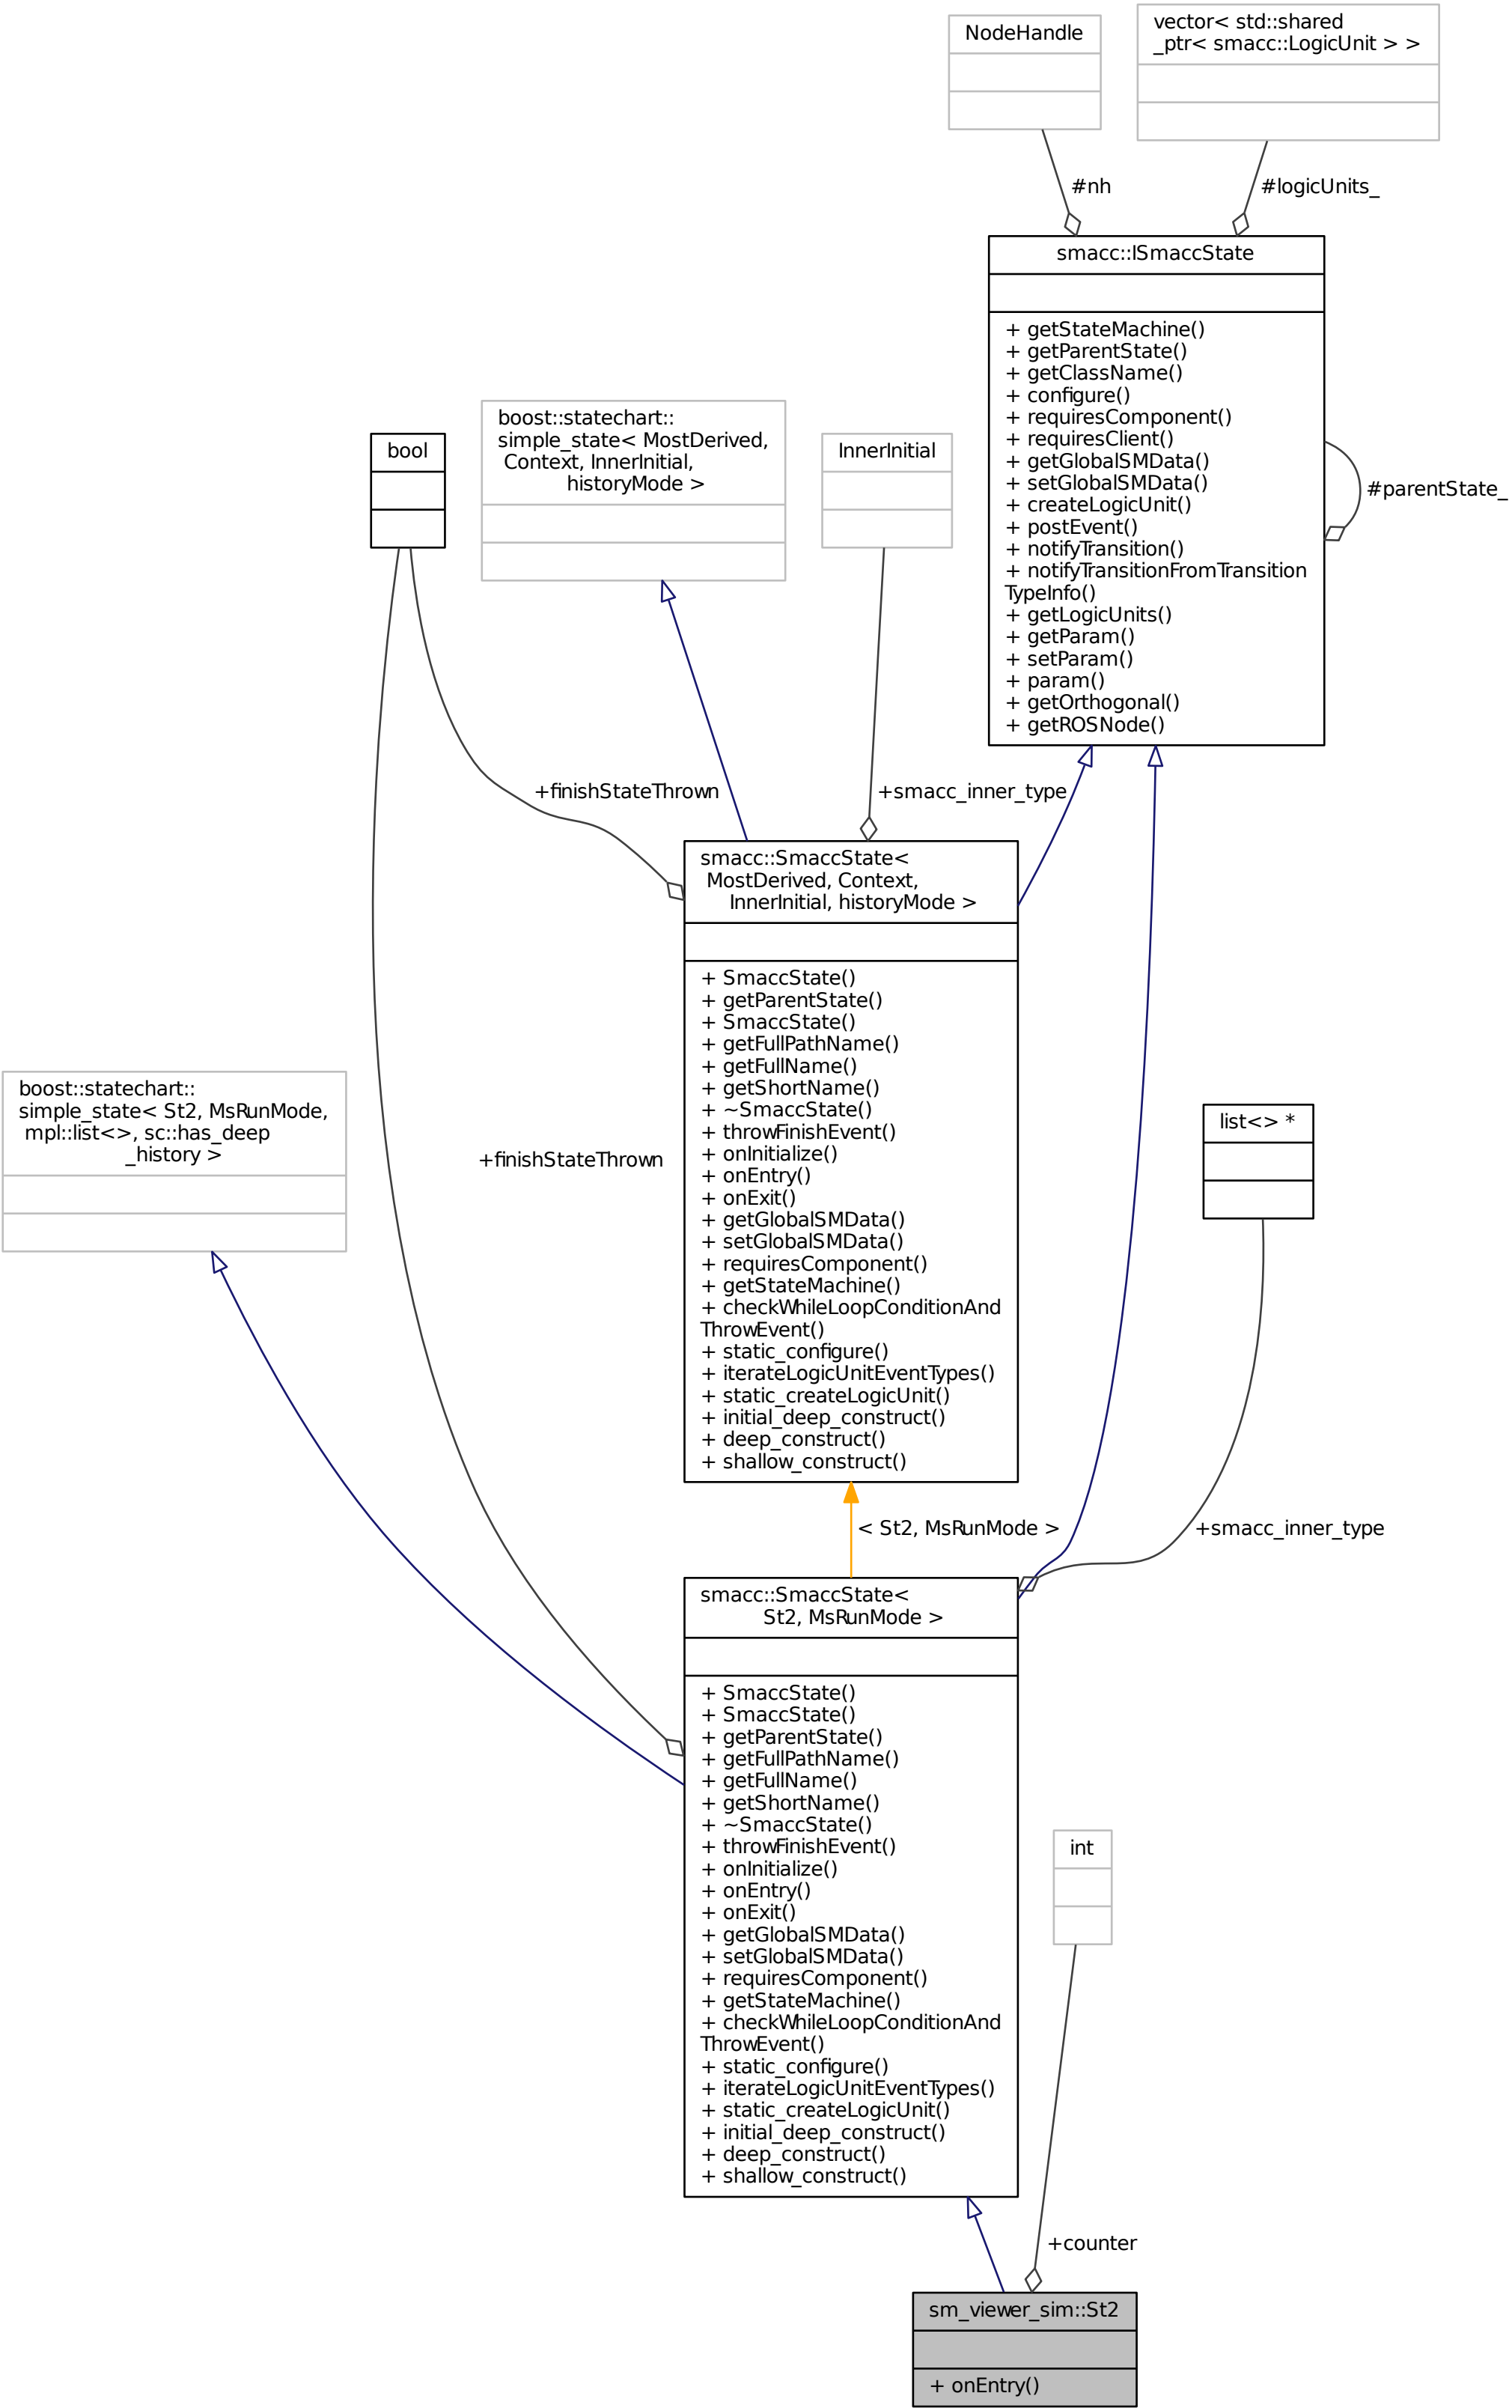 NodeHandle
vector< std::shared
_ptr< smacc::LogicUnit > >
#nh
#logicUnits_
smacc::ISmaccState
+ getStateMachine()
+ getParentState()
+ getClassName()
+ configure()
+ requiresComponent()
+ requiresClient()
+ getGlobalSMData()
+ setGlobalSMData()
+ createLogicUnit()
+ postEvent()
+ notifyTransition()
+ notifyTransitionFromTransition
TypeInfo()
+ getLogicUnits()
+ getParam()
+ setParam()
+ param()
+ getOrthogonal()
+ getROSNode()
#parentState_
bool
boost::statechart::
simple_state< MostDerived,
Context, InnerInitial,
historyMode >
InnerInitial
+finishStateThrown
+smacc_inner_type
smacc::SmaccState<
MostDerived, Context,
InnerInitial, historyMode >
+ SmaccState()
+ getParentState()
+ SmaccState()
+ getFullPathName()
+ getFullName()
+ getShortName()
+ ~SmaccState()
+ throwFinishEvent()
+ onInitialize()
+ onEntry()
+ onExit()
+ getGlobalSMData()
+ setGlobalSMData()
+ requiresComponent()
+ getStateMachine()
+ checkWhileLoopConditionAnd
ThrowEvent()
+ static_configure()
+ iterateLogicUnitEventTypes()
+ static_createLogicUnit()
+ initial_deep_construct()
+ deep_construct()
+ shallow_construct()
boost::statechart::
simple_state< St2, MsRunMode,
mpl::list<>, sc::has_deep
_history >
+finishStateThrown
list<> *
< St2, MsRunMode >
+smacc_inner_type
smacc::SmaccState<
St2, MsRunMode >
+ SmaccState()
+ SmaccState()
+ getParentState()
+ getFullPathName()
+ getFullName()
+ getShortName()
+ ~SmaccState()
+ throwFinishEvent()
+ onInitialize()
+ onEntry()
+ onExit()
+ getGlobalSMData()
+ setGlobalSMData()
+ requiresComponent()
+ getStateMachine()
+ checkWhileLoopConditionAnd
ThrowEvent()
+ static_configure()
+ iterateLogicUnitEventTypes()
+ static_createLogicUnit()
+ initial_deep_construct()
+ deep_construct()
+ shallow_construct()
int
+counter
sm_viewer_sim::St2
+ onEntry()